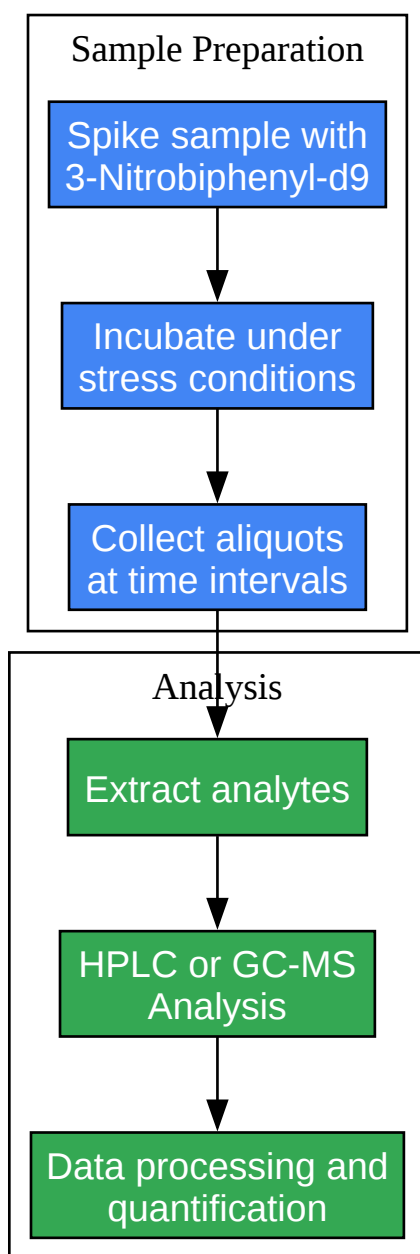 Sample Preparation
Spike sample with
3-Nitrobiphenyl-d9
Incubate under
stress conditions
Collect aliquots
at time intervals
Analysis
Extract analytes
HPLC or GC-MS
Analysis
Data processing and
quantification